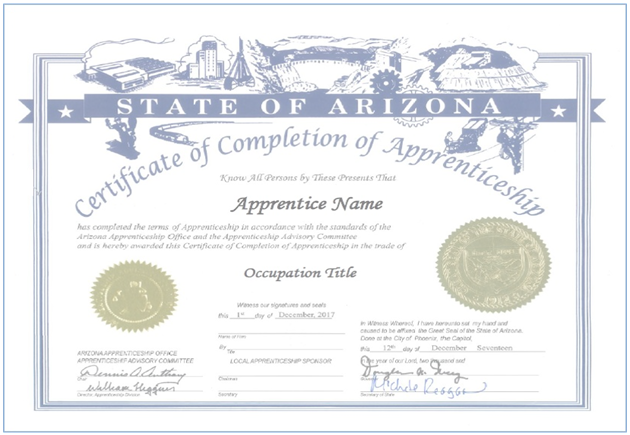 STATE OF ARIZONA
Certificate of Completion of Apprenticeship
Know All Persons by These Presents That
Apprentice Name
has completed the terms of Apprenticeship in accordance with the standards of the
Arizona Apprenticeship Office and the Apprenticeship Advisory Committee
and is hereby awarded this Certificate of Completion of Apprenticeship in the trade of
Occupation Title
Witness our signatures and seals
this 1st day of December, 2017
Name of Firm
By
Title
LOCAL APPRENTICESHIP SPONSOR:
Chairman
Secretary
ARIZONA APPRENTICESHIP OFFICE
APPRENTICESHIP ADVISORY COMMITTEE
Dennis A. Anthony
Chair
William
Director, Apprenticeship Division
In Witness Whereof, I have hereunto set my hand and
caused to be affixed the Great Seal of the State of Arizona.
Done at the City of Phoenix, the Capitol,
this 12th day of December Seventeen
in the year of our Lord, two thousand and
Douglas A. Ducey
Michele Reagan
Secretary of State